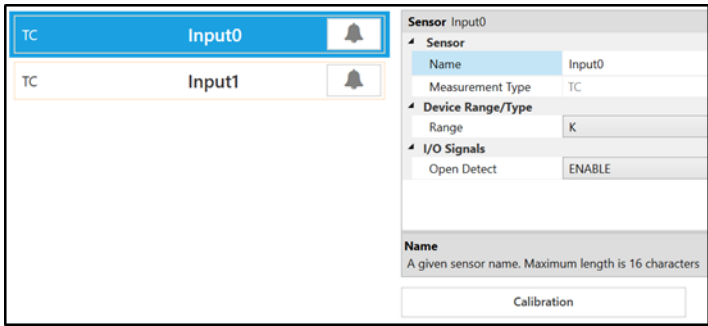 TC Input0
TC Input1
Sensor Input0
Sensor
Name Input0
Measurement Type TC
Device Range/Type
Range K
I/O Signals
Open Detect ENABLE
Name
A given sensor name. Maximum length is 16 characters
Calibration